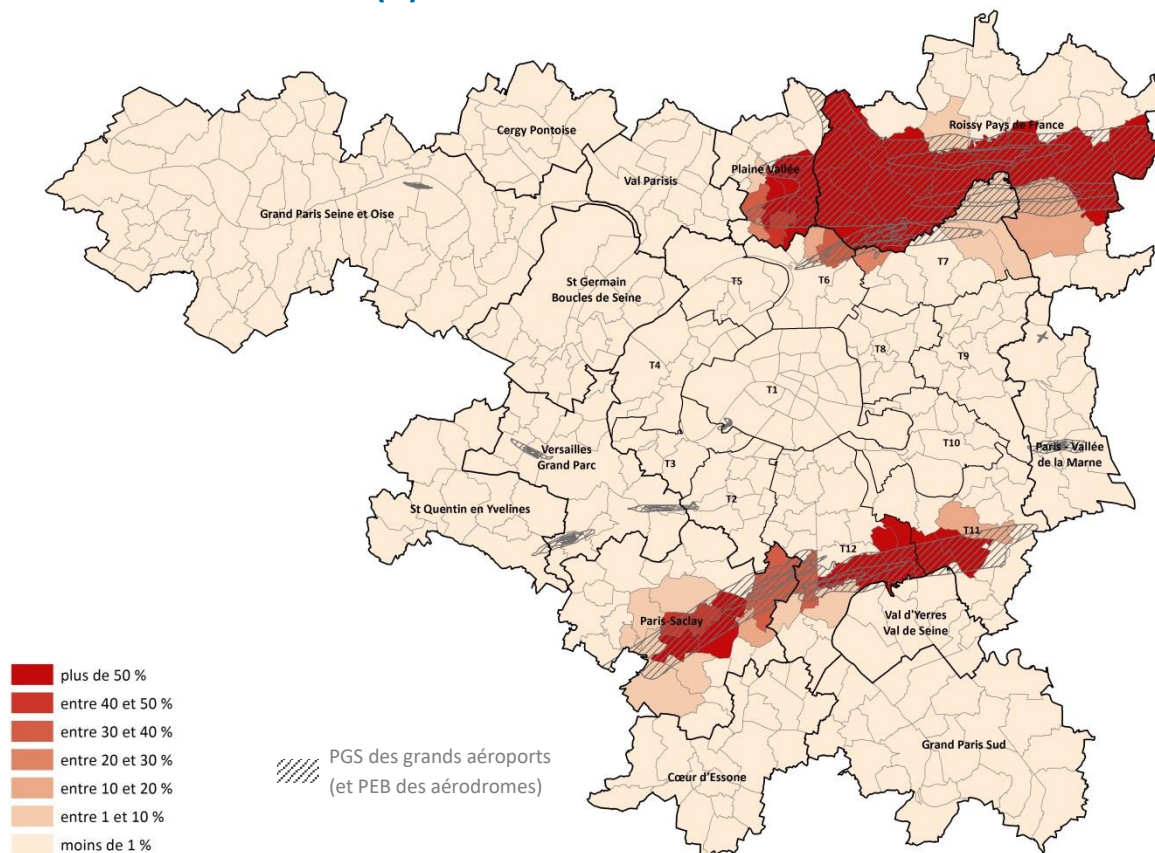 Cergy Pontoise
Roissy Pays de France
Plaine Vallée
Val Parisis
Grand Paris Seine et Oise
T7
St Germain
Boucles de Seine
T5
T6
T8
T9
T4
T1
Versailles
Grand Parc
T3
T10
Paris - Vallée
de la Marne
T2
St Quentin en Yvelines
T11
T12
Paris-Saclay
Val d'Yerres
Val de Seine
Grand Paris Sud
Cœur d'Essone
plus de 50 %
entre 40 et 50 %
entre 30 et 40 %
entre 20 et 30 %
entre 10 et 20 %
entre 1 et 10 %
moins de 1 %
PGS des grands aéroports
(et PEB des aérodromes)